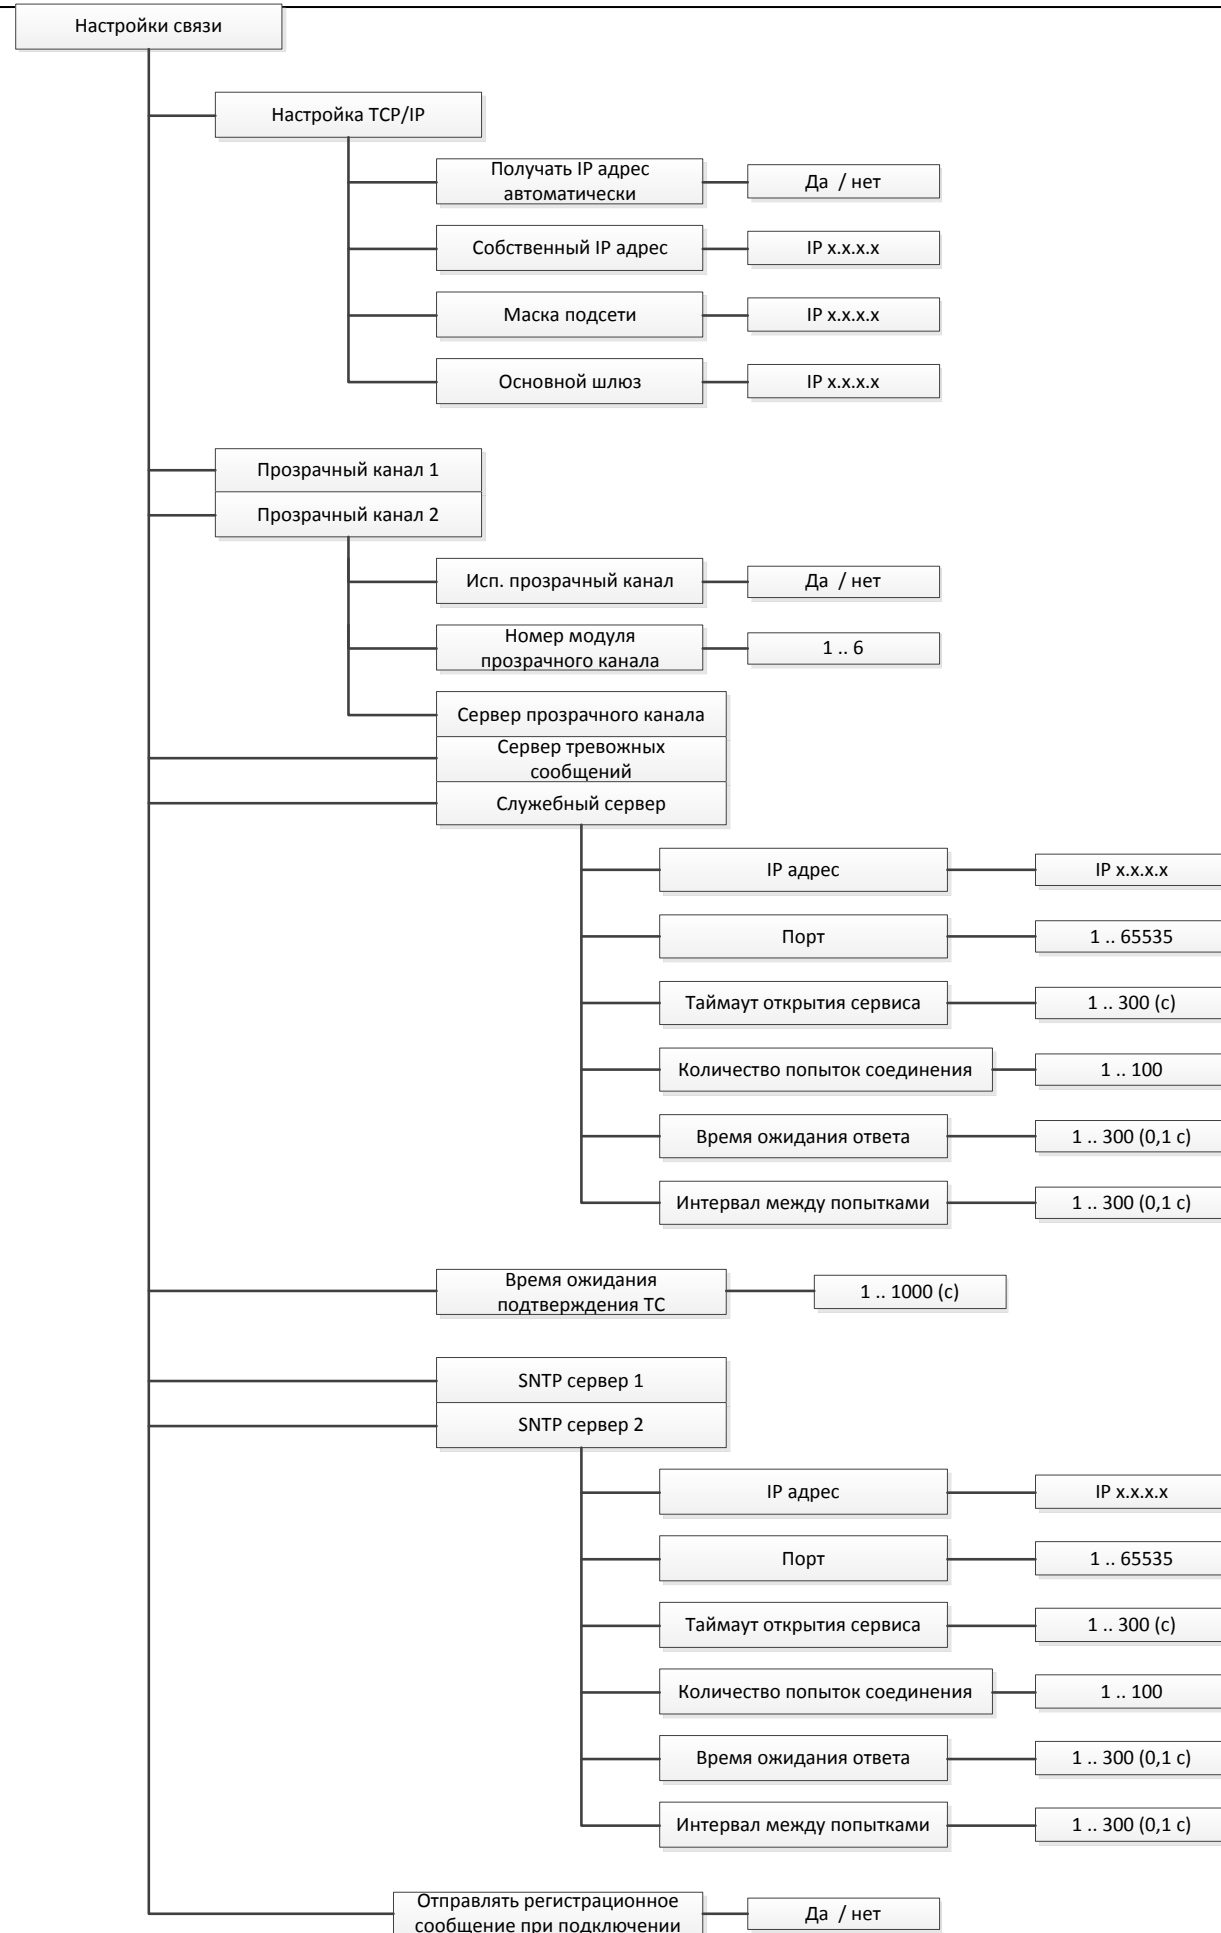 Настройки связи
Настройка TCP/IP
Получать IP адрес
автоматически
Да / нет
Собственный IP адрес
IP x.x.x.x
Маска подсети
IP x.x.x.x
Основной шлюз
IP x.x.x.x
Прозрачный канал 1
Прозрачный канал 2
Исп. прозрачный канал
Да / нет
Номер модуля
прозрачного канала
1 .. 6
Сервер прозрачного канала
Сервер тревожных
сообщений
Служебный сервер
IP адрес
IP x.x.x.x
Порт
1 .. 65535
Таймаут открытия сервиса
1 .. 300 (с)
Количество попыток соединения
1 .. 100
Время ожидания ответа
1 .. 300 (0,1 с)
Интервал между попытками
1 .. 300 (0,1 с)
Время ожидания
подтверждения ТС
1 .. 1000 (с)
SNTP сервер 1
SNTP сервер 2
IP адрес
IP x.x.x.x
Порт
1 .. 65535
Таймаут открытия сервиса
1 .. 300 (с)
Количество попыток соединения
1 .. 100
Время ожидания ответа
1 .. 300 (0,1 с)
Интервал между попытками
1 .. 300 (0,1 с)
Отправлять регистрационное
сообщение при подключении
Да / нет